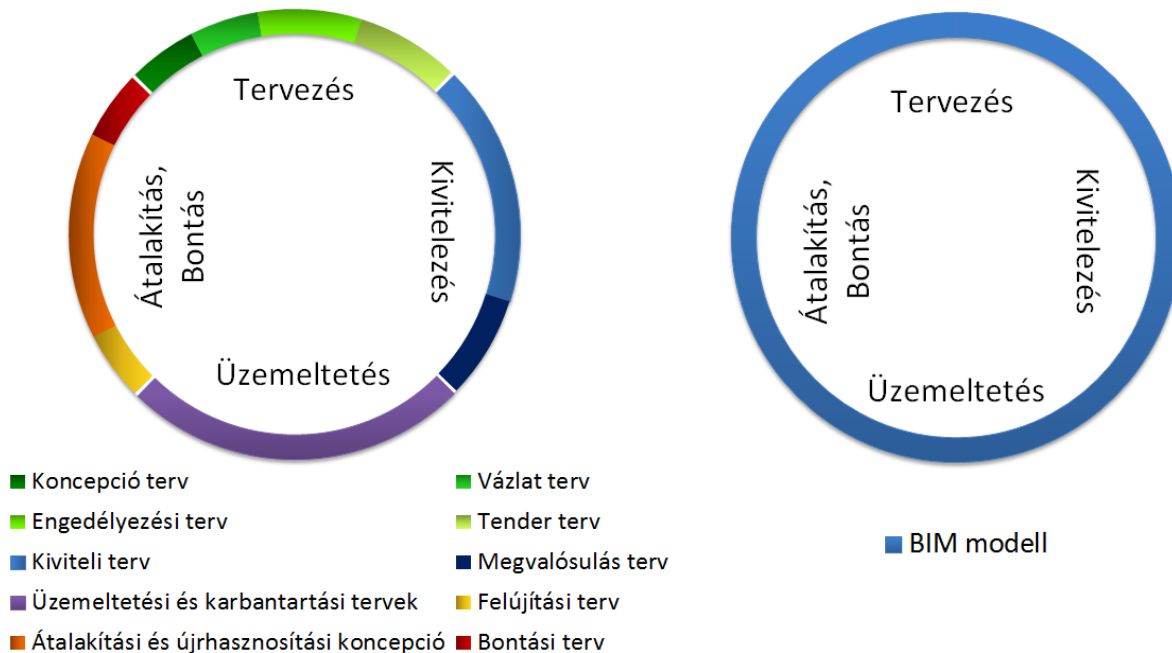 Tervezés
Kivitelezés
Átalakítás,
Bontás
Üzemeltetés
Koncepció terv
Vázlat terv
Engedélyezési terv
Tender terv
Kiviteli terv
Megvalósulás terv
Üzemeltetési és karbantartási tervek
Felújítási terv
Átalakítási és újrhasznosítási koncepció
Bontási terv
Tervezés
Kivitelezés
Átalakítás,
Bontás
Üzemeltetés
BIM modell